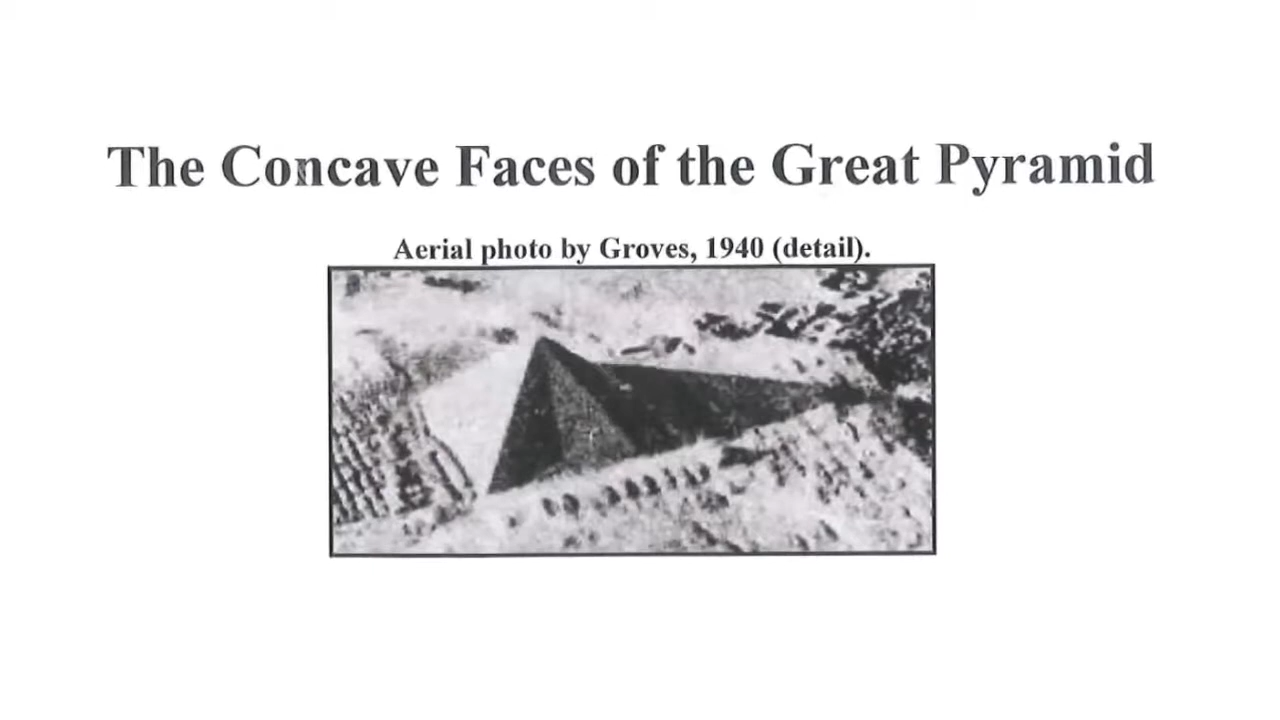 The Concave Faces of the Great Pyramid
Aerial photo by Groves, 1940 (detail).